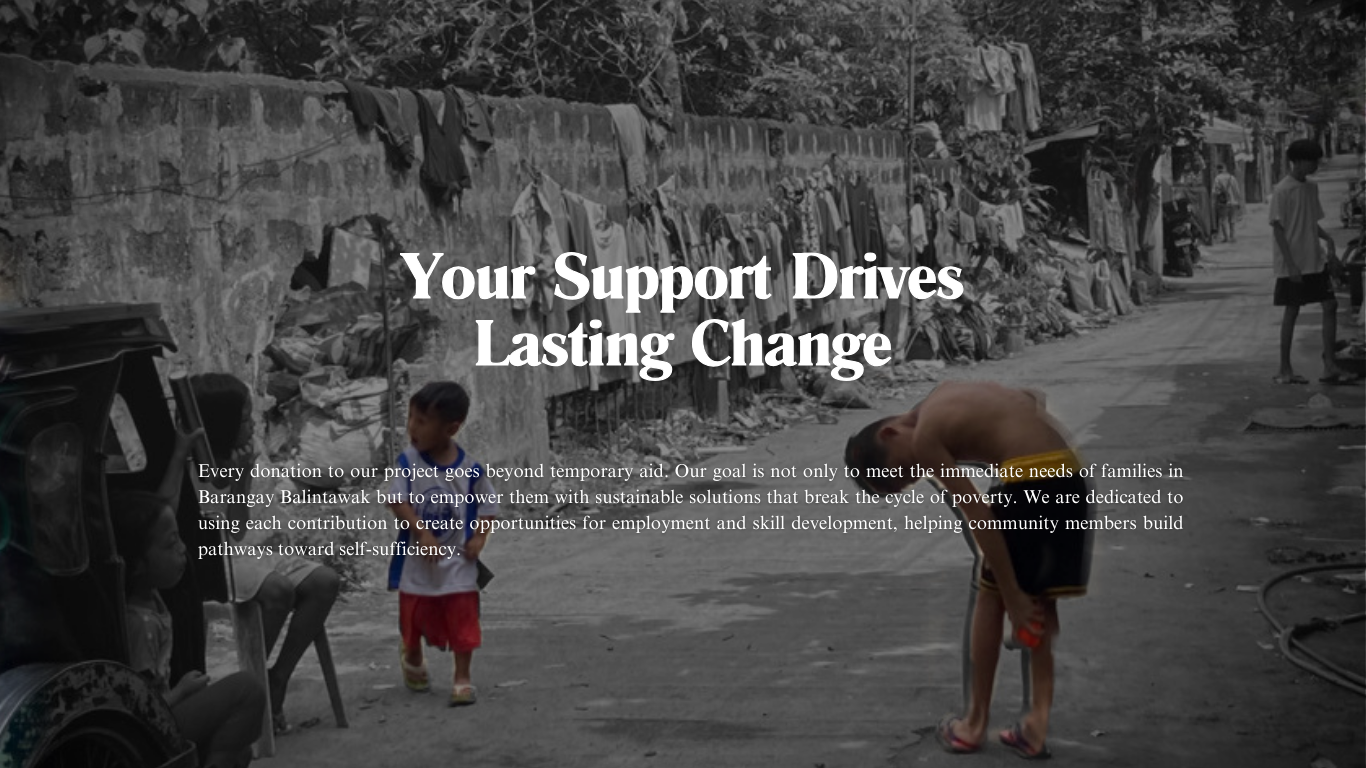 Your Support Drives
Lasting Change
Every donation to our project goes beyond temporary aid. Our goal is not only to meet the immediate needs of families in
Barangay Balintawak but to empower them with sustainable solutions that break the cycle of poverty. We are dedicated to
using each contribution to create opportunities for employment and skill development, helping community members build
pathways toward self-sufficiency.